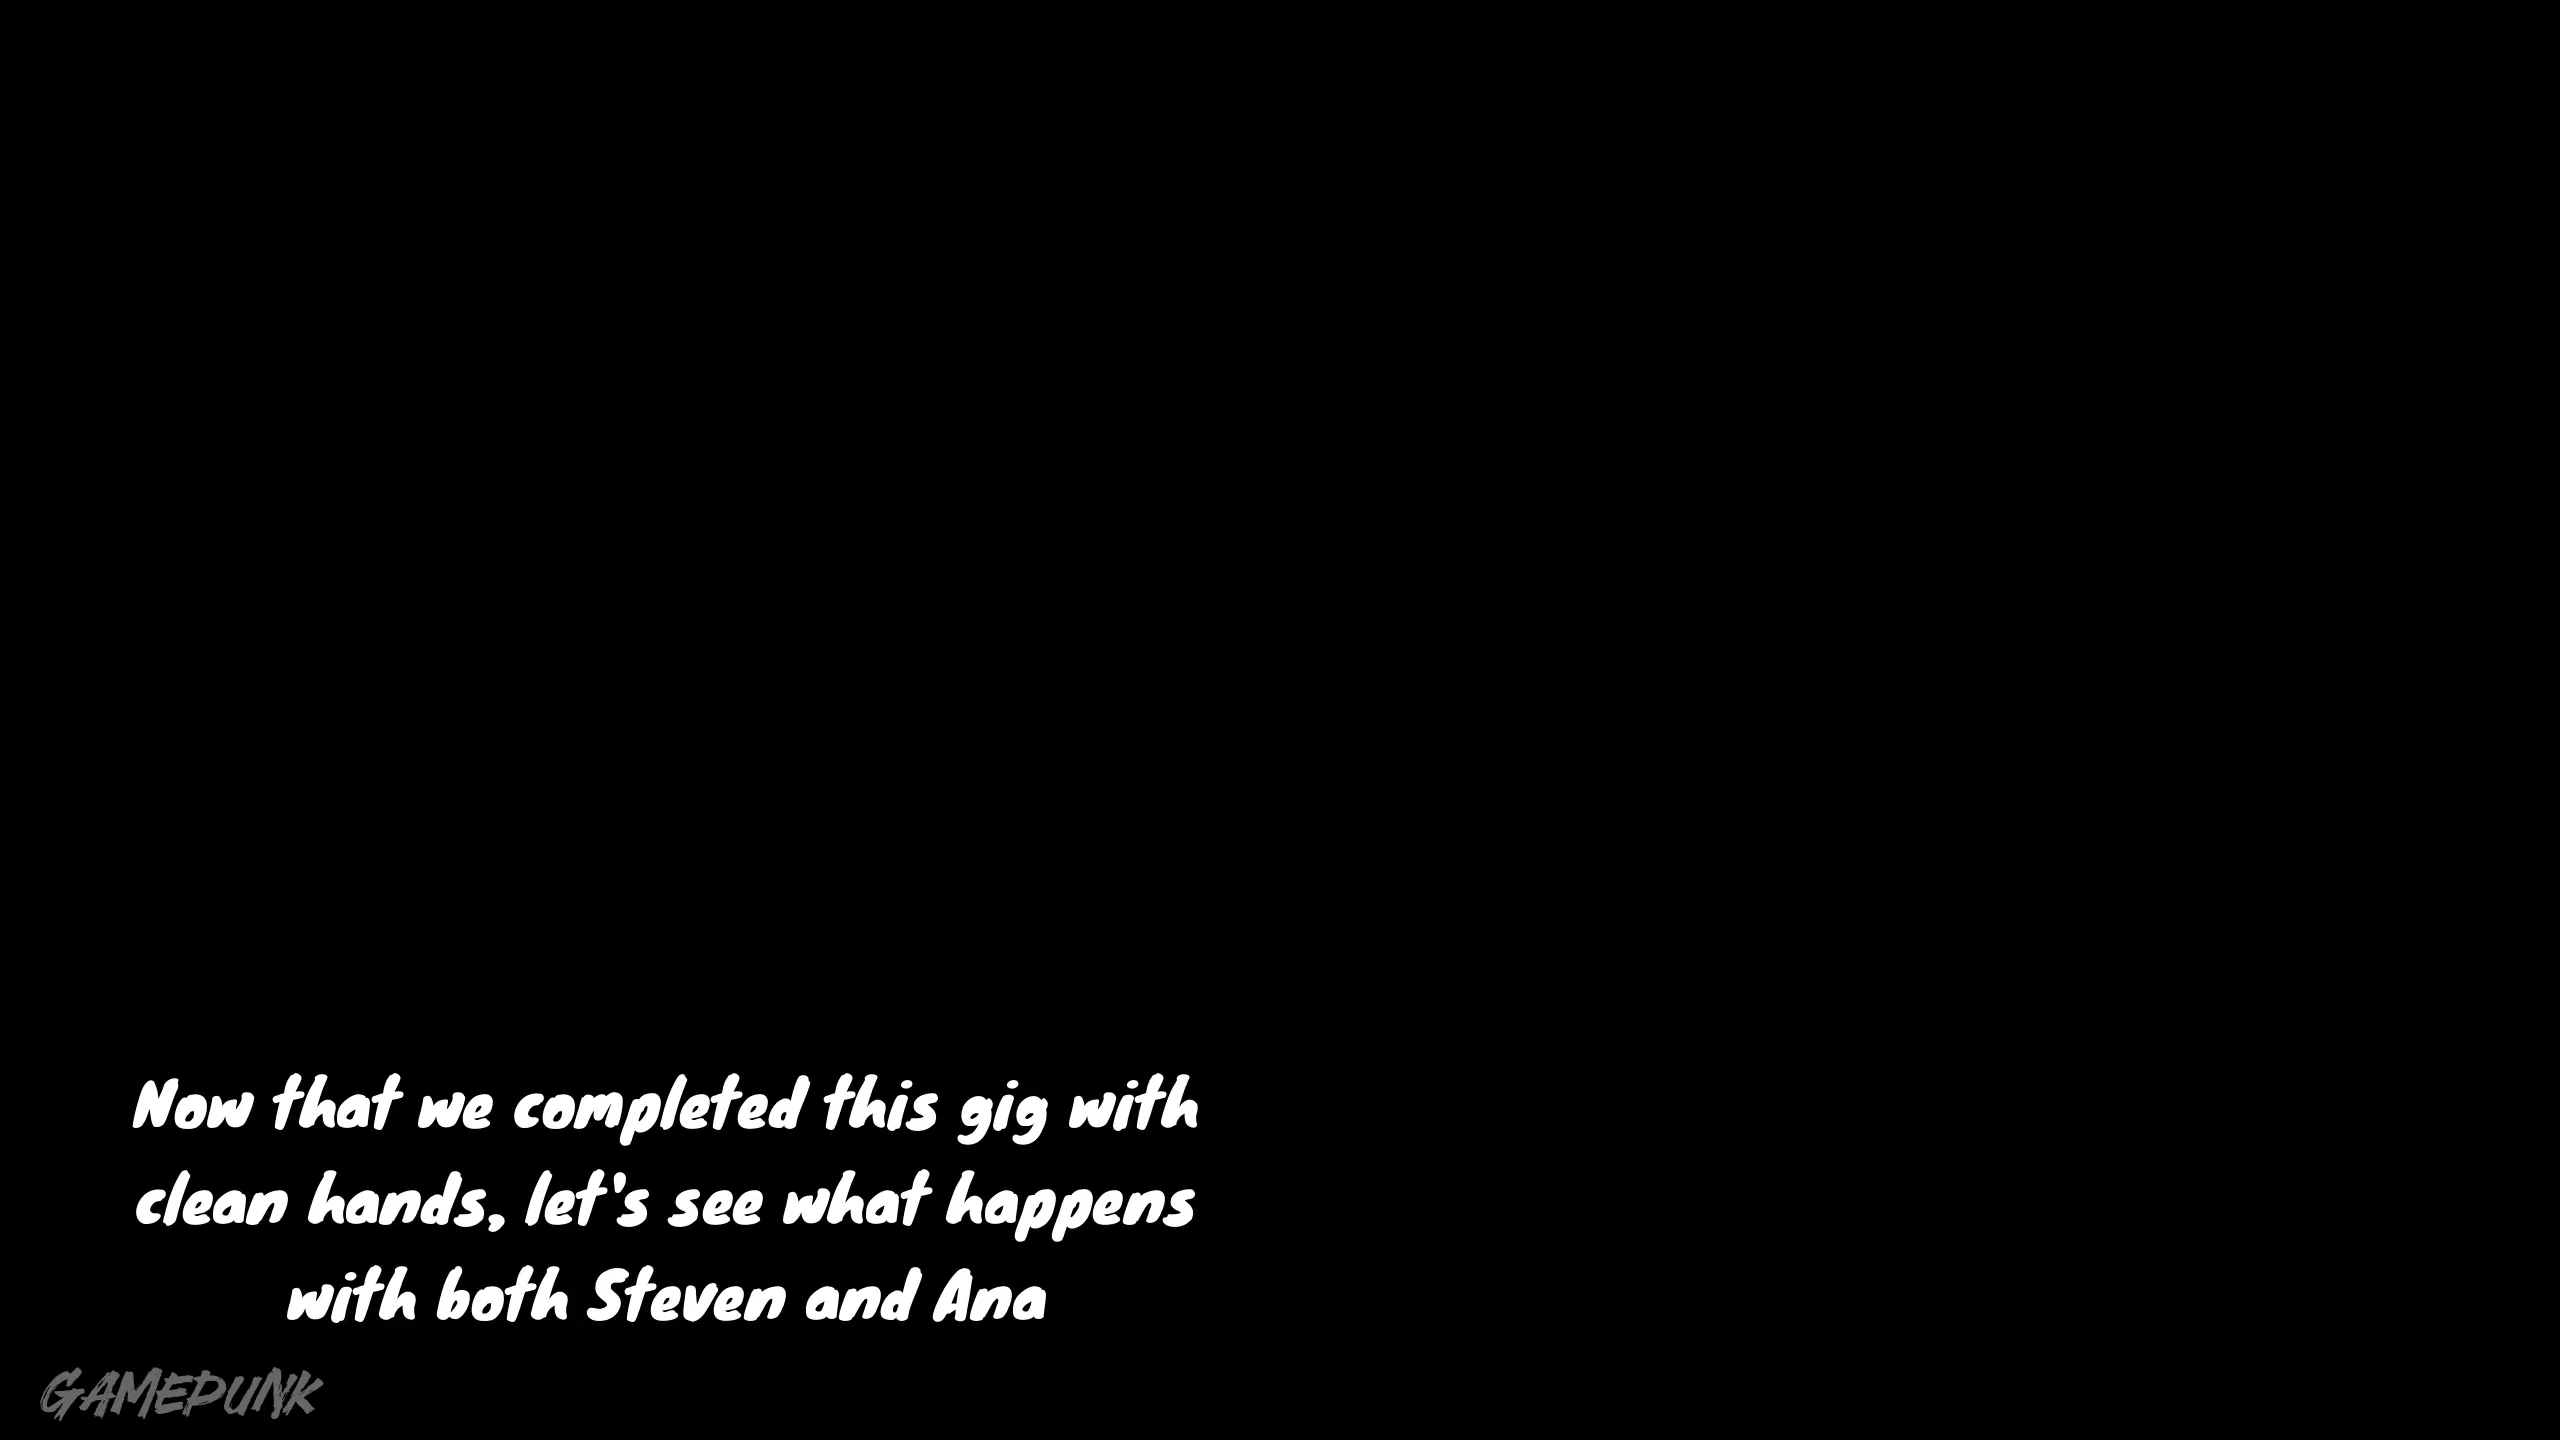 Now that we completed this gig with
clean hands, let's see what happens
with both Steven and Ana
GAMEPUNK